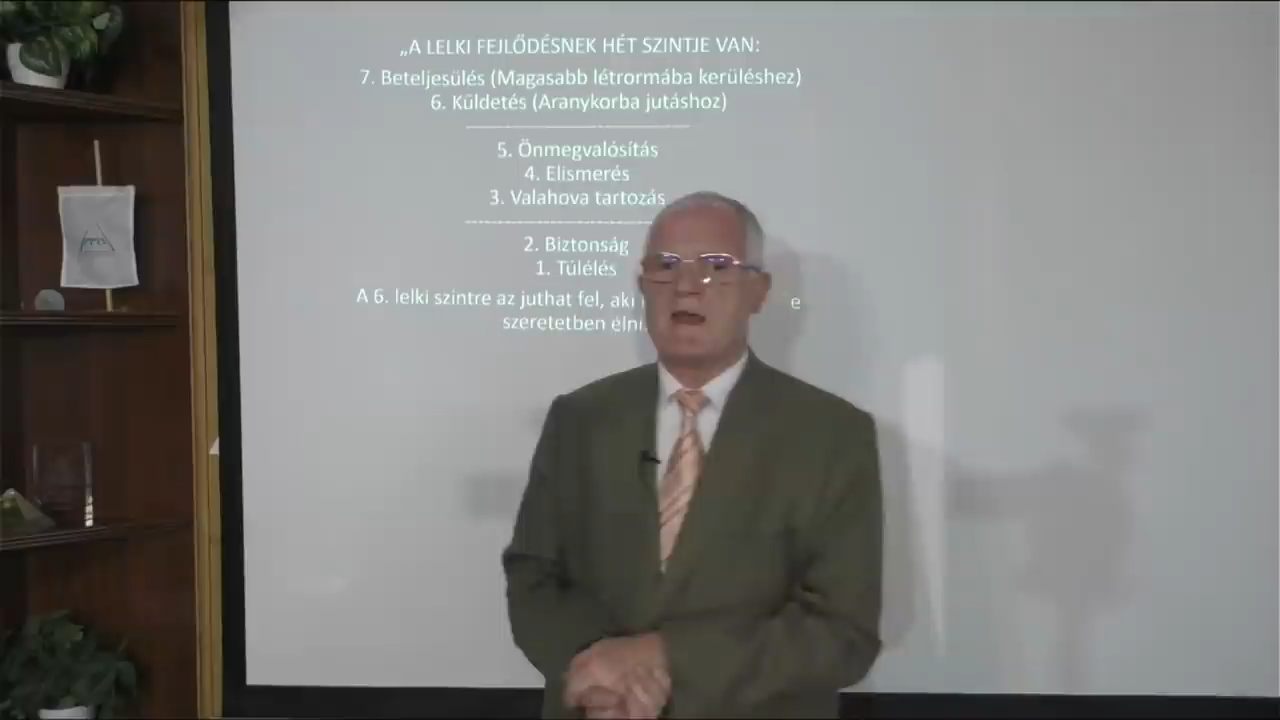 „A LELKI FEJLŐDÉSNEK HÉT SZINTJE VAN:
7. Beteljesülés (Magasabb létrormába kerüléshez)
6. Küldetés (Aranykorba jutáshoz)
5. Önmegvalósítás
4. Elismerés
3. Valahova tartozás
2. Biztonság
1. Túlélés
A 6. lelki szintre az juthat fel, aki e
szeretetben élni.